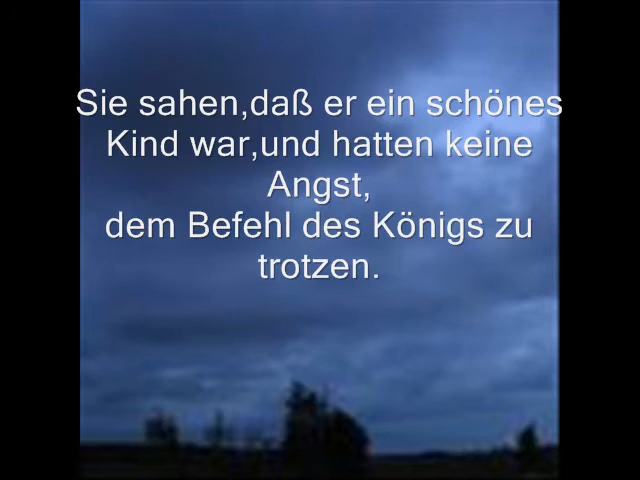 Sie sahen,daß er ein schönes
Kind war,und hatten keine
Angst,
dem Befehl des Königs zu
trotzen.